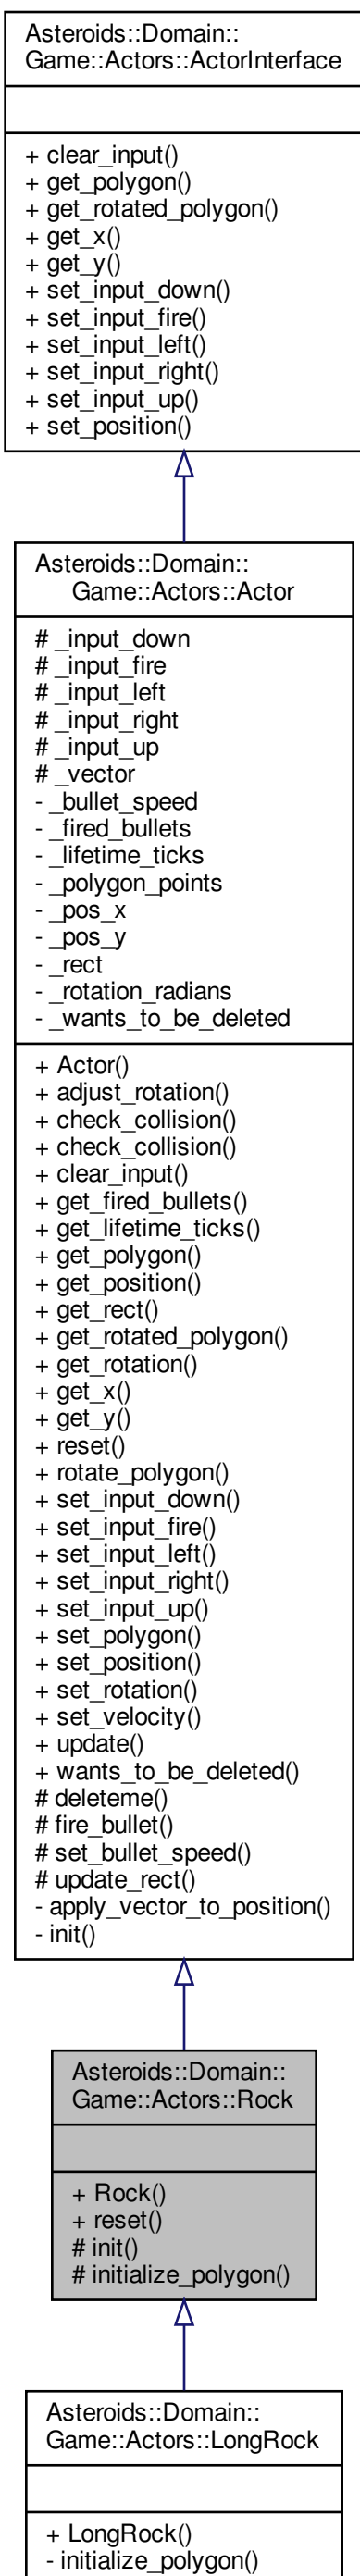 Asteroids::Domain::
Game::Actors::ActorInterface
+ clear_input()
+ get_polygon()
+ get_rotated_polygon()
+ get_x()
+ get_y()
+ set_input_down()
+ set_input_fire()
+ set_input_left()
+ set_input_right()
+ set_input_up()
+ set_position()
Asteroids::Domain::
Game::Actors::Actor
# _input_down
# _input_fire
# _input_left
# _input_right
# _input_up
# _vector
- _bullet_speed
- _fired_bullets
- _lifetime_ticks
- _polygon_points
- _pos_x
- _pos_y
- _rect
- _rotation_radians
- _wants_to_be_deleted
+ Actor()
+ adjust_rotation()
+ check_collision()
+ check_collision()
+ clear_input()
+ get_fired_bullets()
+ get_lifetime_ticks()
+ get_polygon()
+ get_position()
+ get_rect()
+ get_rotated_polygon()
+ get_rotation()
+ get_x()
+ get_y()
+ reset()
+ rotate_polygon()
+ set_input_down()
+ set_input_fire()
+ set_input_left()
+ set_input_right()
+ set_input_up()
+ set_polygon()
+ set_position()
+ set_rotation()
+ set_velocity()
+ update()
+ wants_to_be_deleted()
# deleteme()
# fire_bullet()
# set_bullet_speed()
# update_rect()
- apply_vector_to_position()
- init()
Asteroids::Domain::
Game::Actors::Rock
+ Rock()
+ reset()
# init()
# initialize_polygon()
Asteroids::Domain::
Game::Actors::LongRock
+ LongRock()
- initialize_polygon()